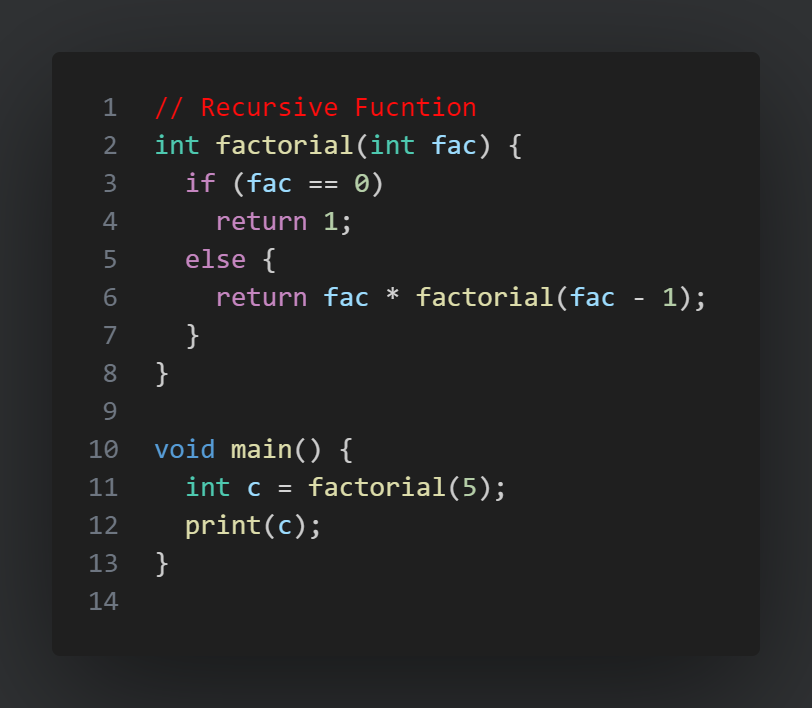 1 // Recursive Fucntion
2 int factorial(int fac) {
3   if (fac == 0)
4     return 1;
5   else {
6     return fac * factorial(fac - 1);
7   }
8 }
9
10 void main() {
11   int c = factorial(5);
12   print(c);
13 }
14